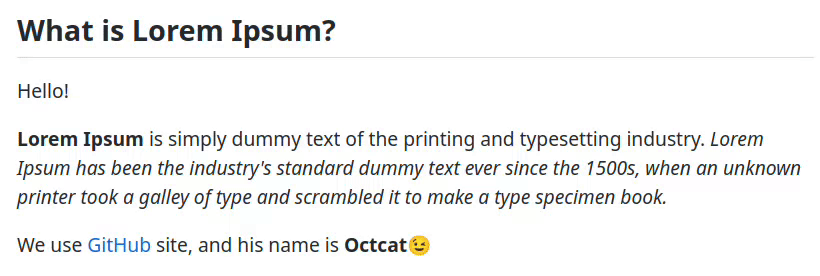 What is Lorem Ipsum?
Hello!
Lorem Ipsum is simply dummy text of the printing and typesetting industry. Lorem
Ipsum has been the industry's standard dummy text ever since the 1500s, when an unknown
printer took a galley of type and scrambled it to make a type specimen book.
We use GitHub site, and his name is Octcat😉